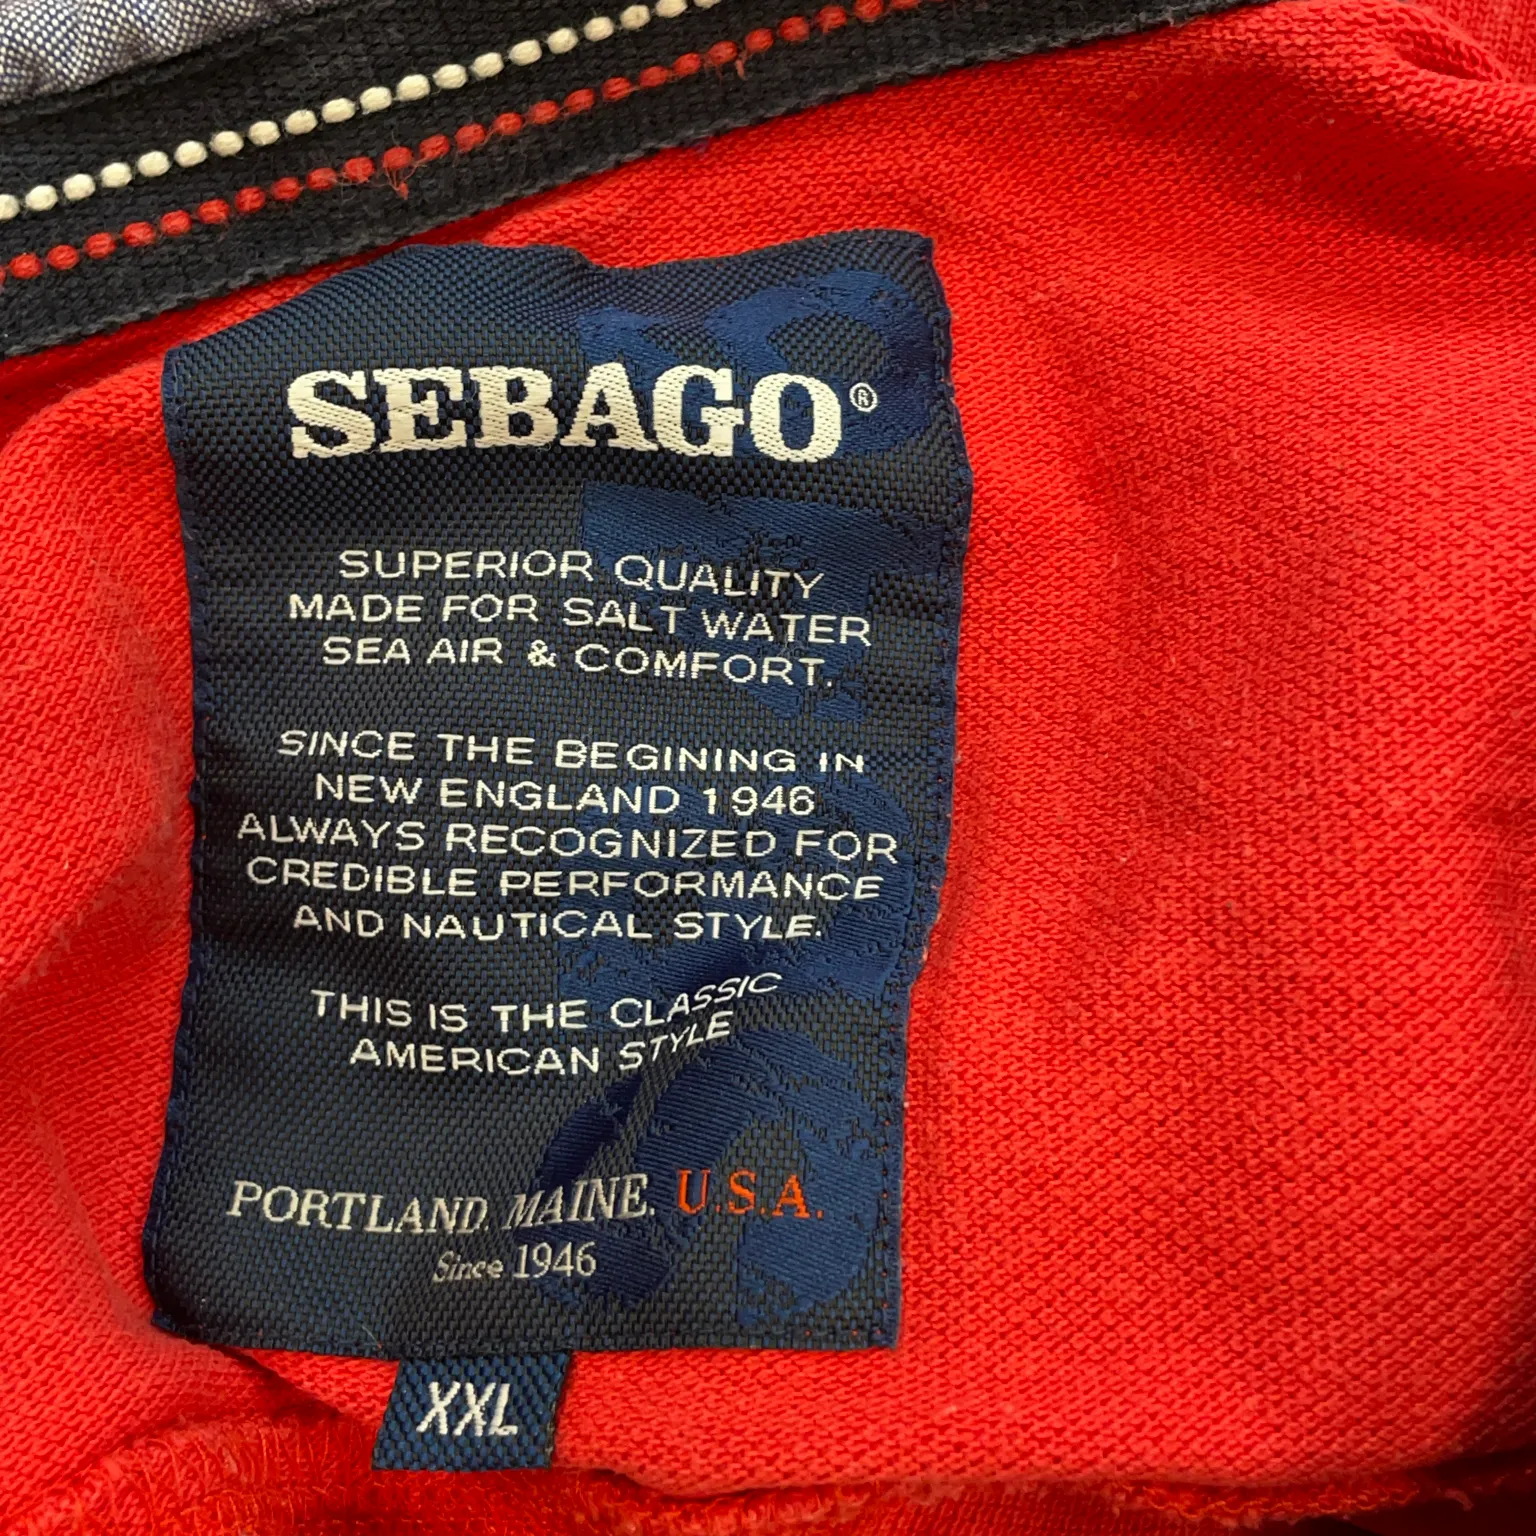 SEBAGO®
SUPERIOR QUALITY
MADE FOR SALT WATER
SEA AIR & COMFORT.
SINCE THE BEGINING IN
NEW ENGLAND 1946
ALWAYS RECOGNIZED FOR
CREDIBLE PERFORMANCE
AND NAUTICAL STYLE.
THIS IS THE CLASSIC
AMERICAN STYLE
PORTLAND, MAINE, U.S.A.
Since 1946
XXL